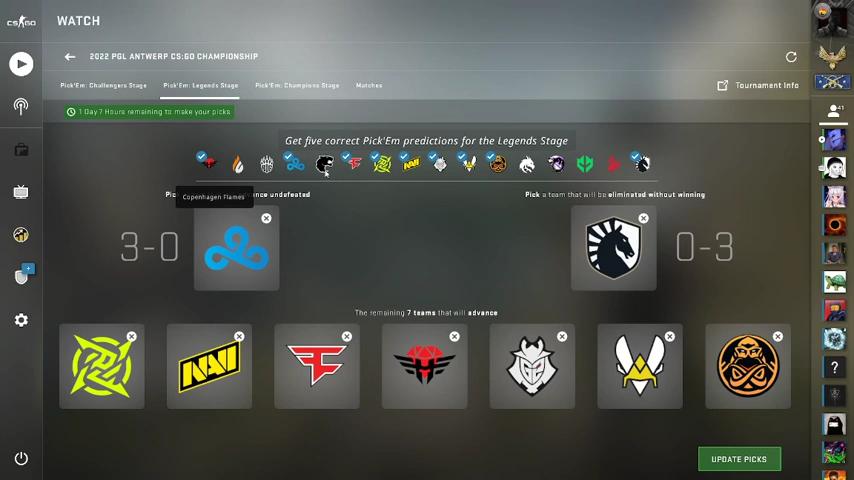 CS:GO
WATCH
2022 PGL ANTWERP CS:GO CHAMPIONSHIP
Pick'Em: Challengers Stage
Pick'Em: Legends Stage
Pick'Em: Champions Stage
Matches
Tournament Info
1 Day 7 Hours remaining to make your picks
41
Get five correct Pick'Em predictions for the Legends Stage
Copenhagen Flames
undefeated
Pick a team that will be eliminated without winning
3-0
0-3
The remaining 7 teams that will advance
NAVI
UPDATE PICKS